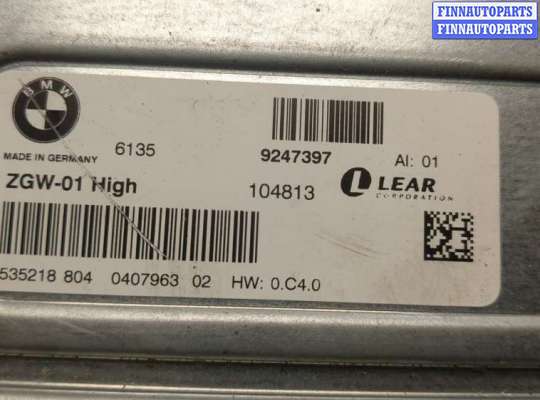 FINNAUTOPARTS
FINNAUTOPARTS
BMW
MADE IN GERMANY
6135
9247397
AI: 01
ZGW-01 High
104813
LEAR
CORPORATION
535218 804 0407963 02 HW: 0.C4.0